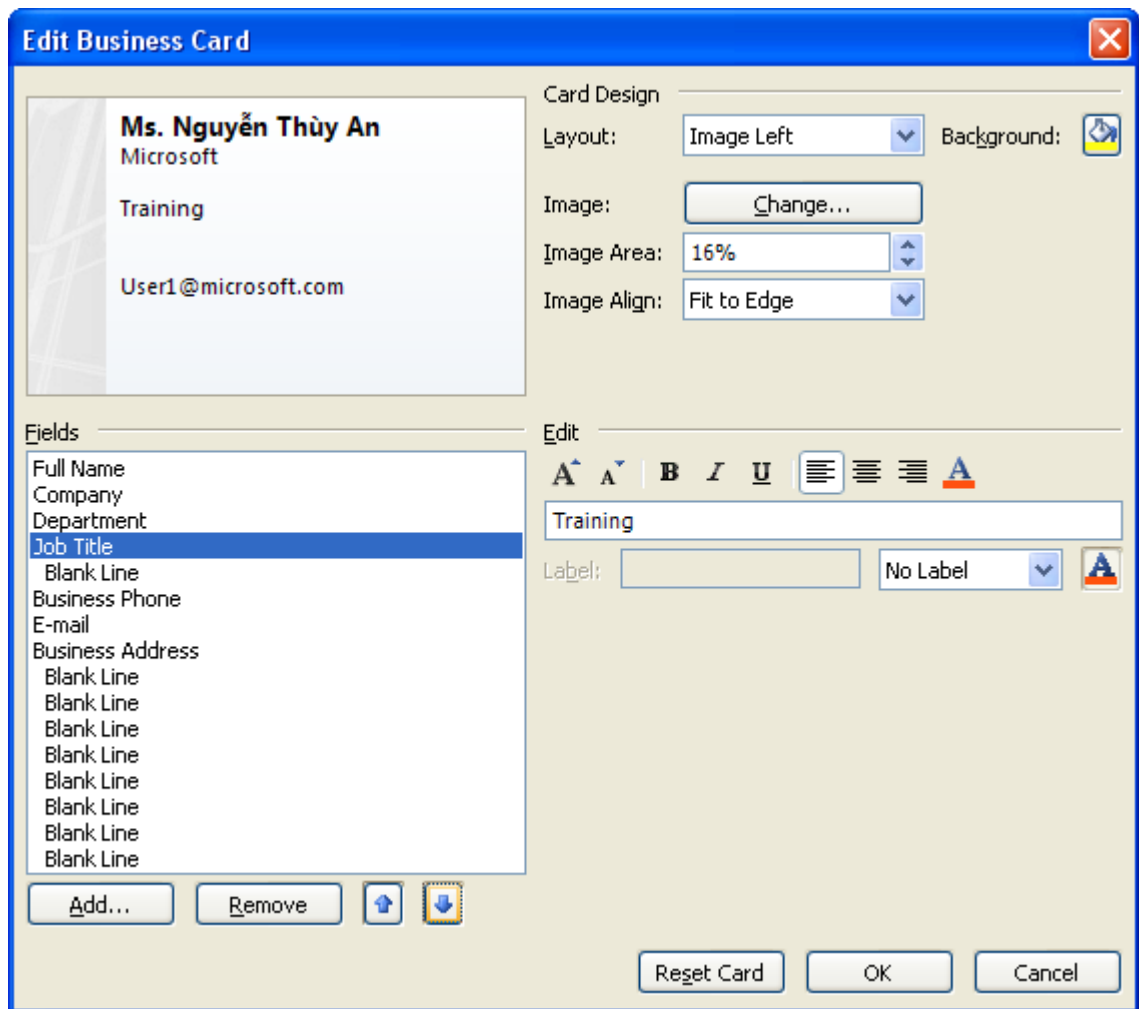 Edit Business Card
Ms. Nguyễn Thùy An
Microsoft
Training
User1@microsoft.com
Card Design
Layout: Image Left Background:
Image: Change...
Image Area: 16%
Image Align: Fit to Edge
Fields
Full Name
Company
Department
Job Title
Blank Line
Business Phone
E-mail
Business Address
Blank Line
Blank Line
Blank Line
Blank Line
Blank Line
Blank Line
Blank Line
Blank Line
Add... Remove
Edit
A A B I U A
Training
Label: No Label A
Reset Card OK Cancel